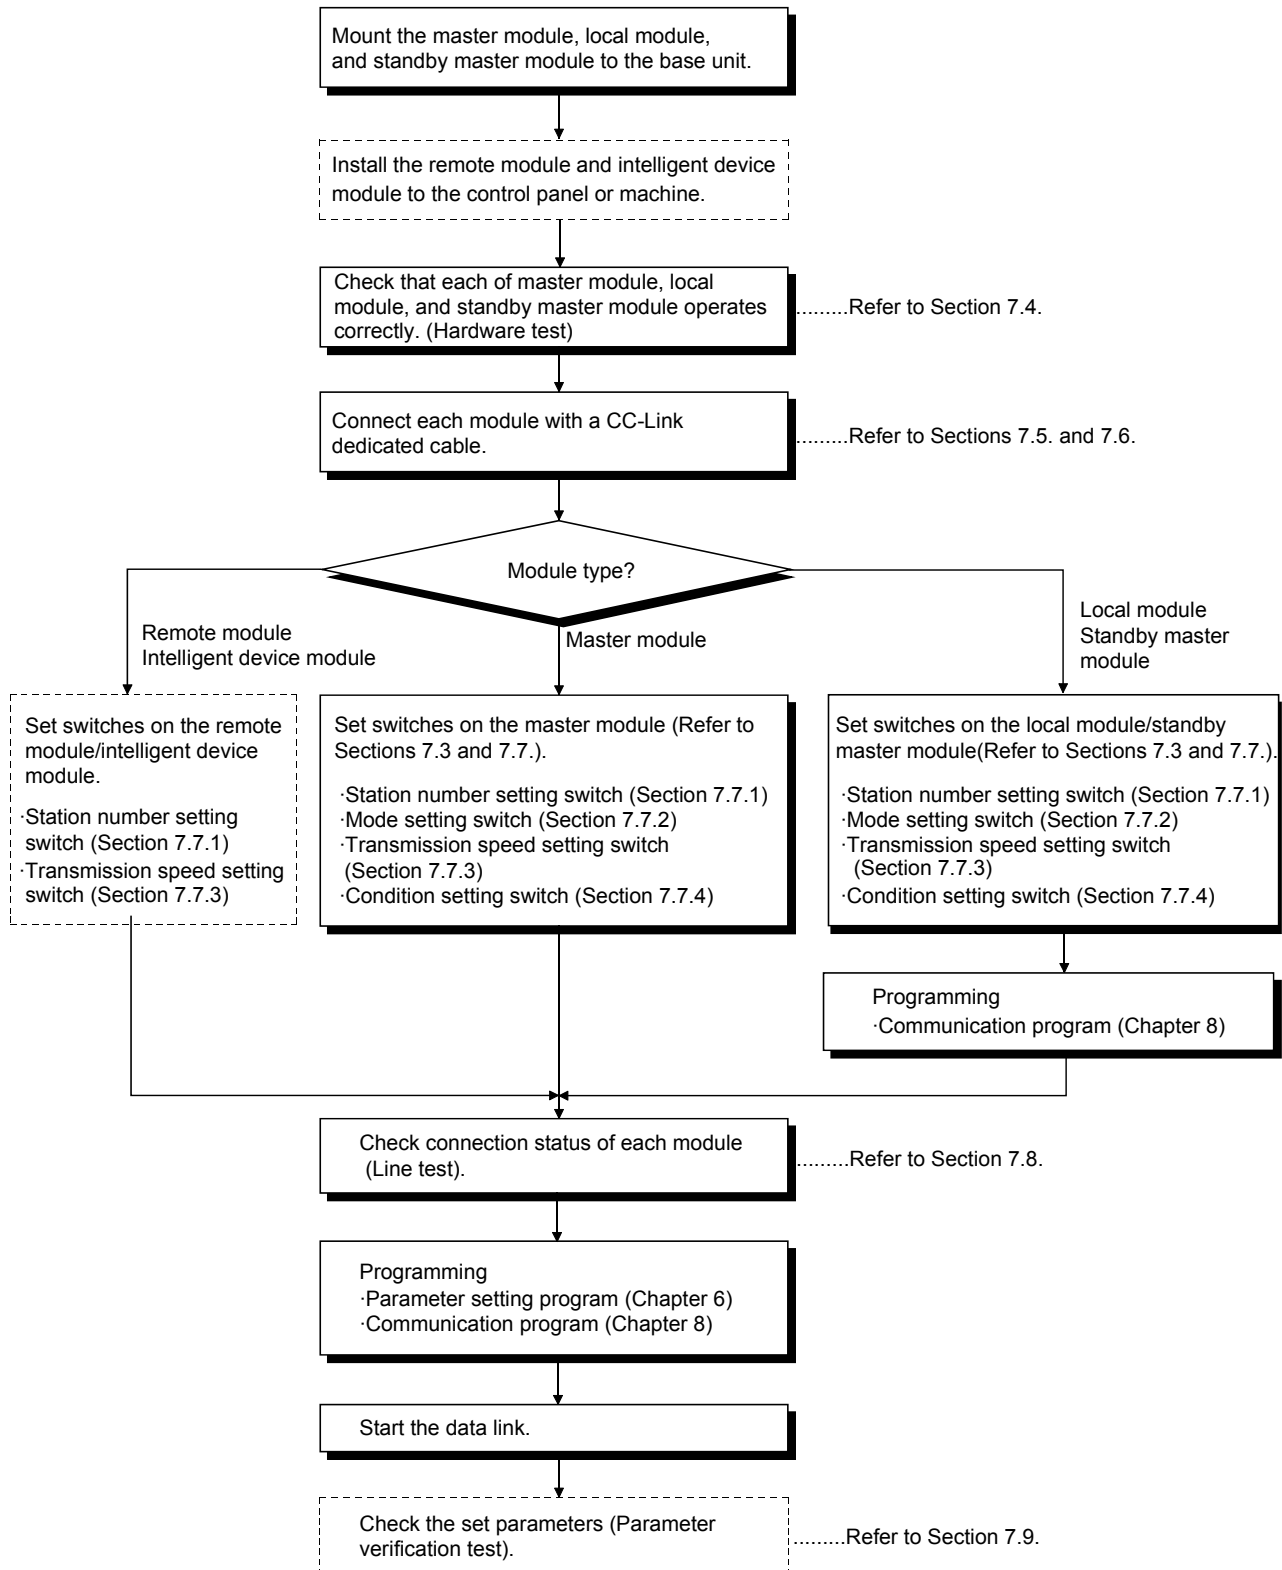 Mount the master module, local module,
and standby master module to the base unit.
Install the remote module and intelligent device
module to the control panel or machine.
Check that each of master module, local
module, and standby master module operates
correctly. (Hardware test)
.........Refer to Section 7.4.
Connect each module with a CC-Link
dedicated cable.
.........Refer to Sections 7.5. and 7.6.
Module type?
Remote module
Intelligent device module
Master module
Local module
Standby master
module
Set switches on the remote
module/intelligent device
module.
·Station number setting
switch (Section 7.7.1)
·Transmission speed setting
switch (Section 7.7.3)
Set switches on the master module (Refer to
Sections 7.3 and 7.7.).
·Station number setting switch (Section 7.7.1)
·Mode setting switch (Section 7.7.2)
·Transmission speed setting switch
(Section 7.7.3)
·Condition setting switch (Section 7.7.4)
Set switches on the local module/standby
master module(Refer to Sections 7.3 and 7.7.).
·Station number setting switch (Section 7.7.1)
·Mode setting switch (Section 7.7.2)
·Transmission speed setting switch
(Section 7.7.3)
·Condition setting switch (Section 7.7.4)
Programming
·Communication program (Chapter 8)
Check connection status of each module
(Line test).
.........Refer to Section 7.8.
Programming
·Parameter setting program (Chapter 6)
·Communication program (Chapter 8)
Start the data link.
Check the set parameters (Parameter
verification test).
.........Refer to Section 7.9.